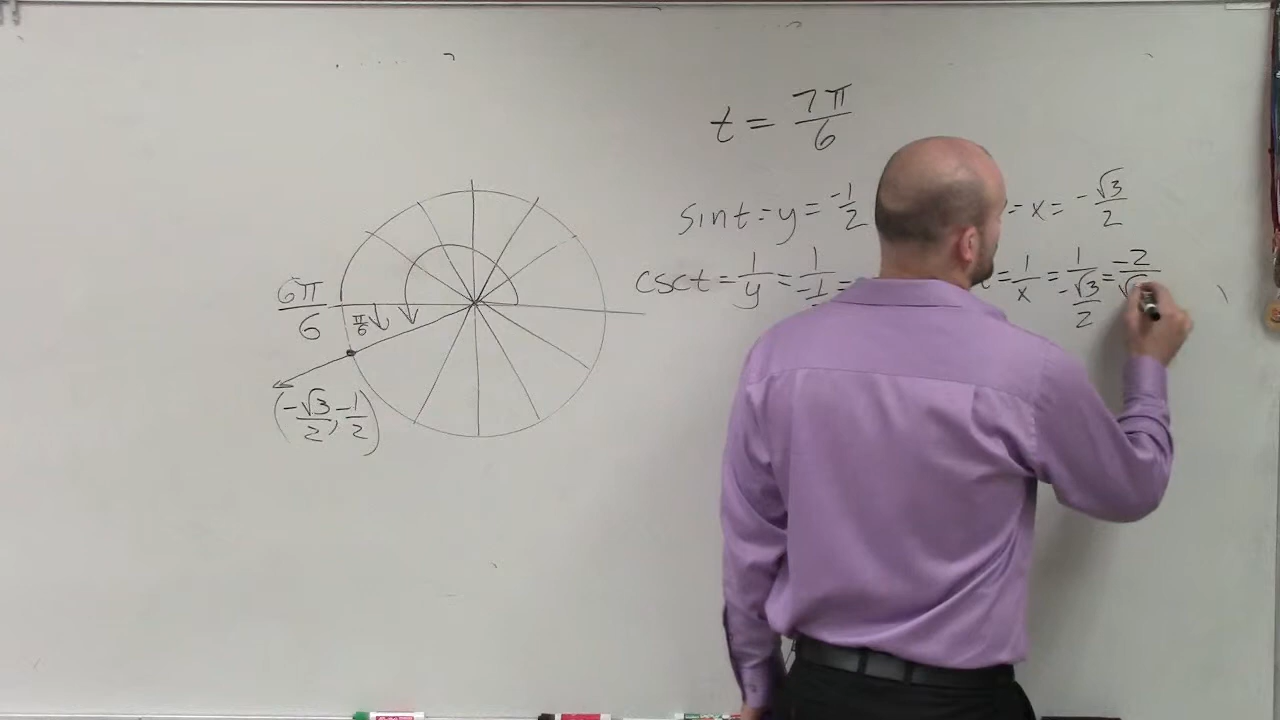 t = 7π/6
sin t = y = -1/2
= x = -√3/2
csc t = 1/y = 1/-1
t = 1/x = 1/(-√3/2) = -2/√
6π/6
π/6
(-√3/2, -1/2)